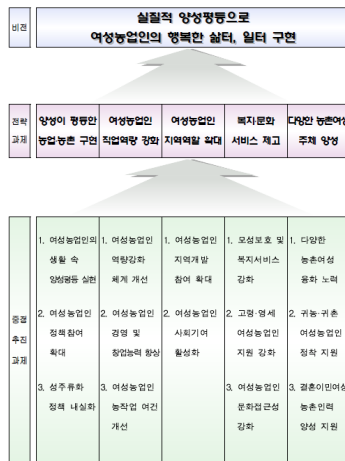 비전
실질적 양성평등으로
여성농업인의 행복한 삶터, 일터 구현
전략
과제
양성이 평등한
농업·농촌 구현
여성농업인
직업역량 강화
여성농업인
지역역할 확대
복지·문화
서비스 제고
다양한 농촌여성
주체 양성
중점
추진
과제
1. 여성농업인의
생활 속
양성평등 실현
2. 여성농업인
정책참여
확대
3. 성주류화
정책 내실화
1. 여성농업인
역량강화
체계 개선
2. 여성농업인
경영 및
창업능력 향상
3. 여성농업인
농작업 여건
개선
1. 여성농업인
지역개발
참여 확대
2. 여성농업인
사회기여
활성화
1. 모성보호 및
복지서비스
강화
2. 고령·영세
여성농업인
지원 강화
3. 여성농업인
문화접근성
강화
1. 다양한
농촌여성
융화 노력
2. 귀농·귀촌
여성농업인
정착 지원
3. 결혼이민여성
농촌인력
양성 지원